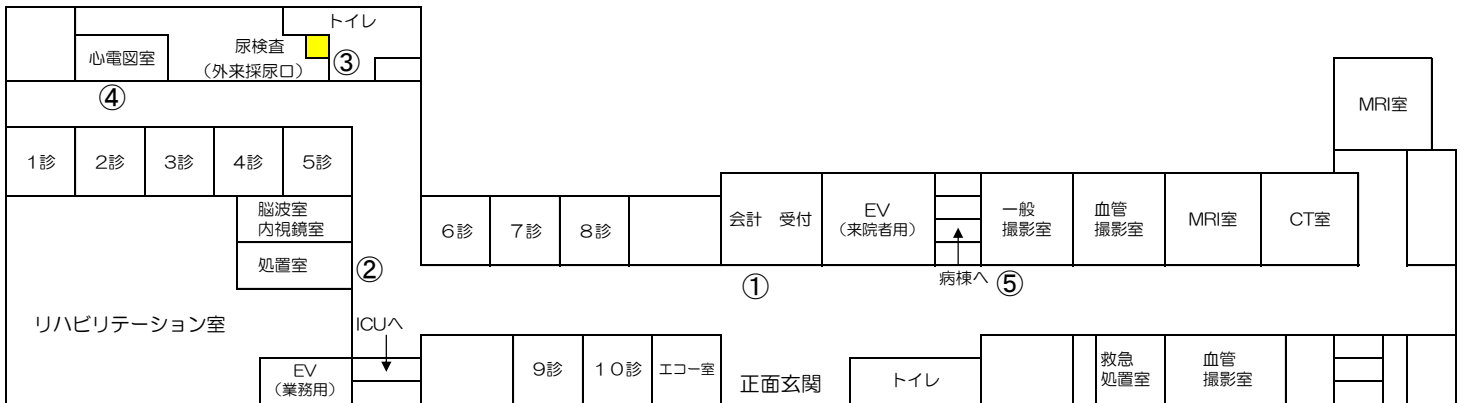 トイレ
尿検査
（外来採尿口）
③
心電図室
④
MRI室
１診
２診
３診
４診
５診
脳波室
内視鏡室
処置室
②
６診
７診
８診
会計　受付
①
EV
（来院者用）
病棟へ
⑤
一般
撮影室
血管
撮影室
MRI室
CT室
リハビリテーション室
ICUへ
EV
（業務用）
９診
１０診
エコー室
正面玄関
トイレ
救急
処置室
血管
撮影室